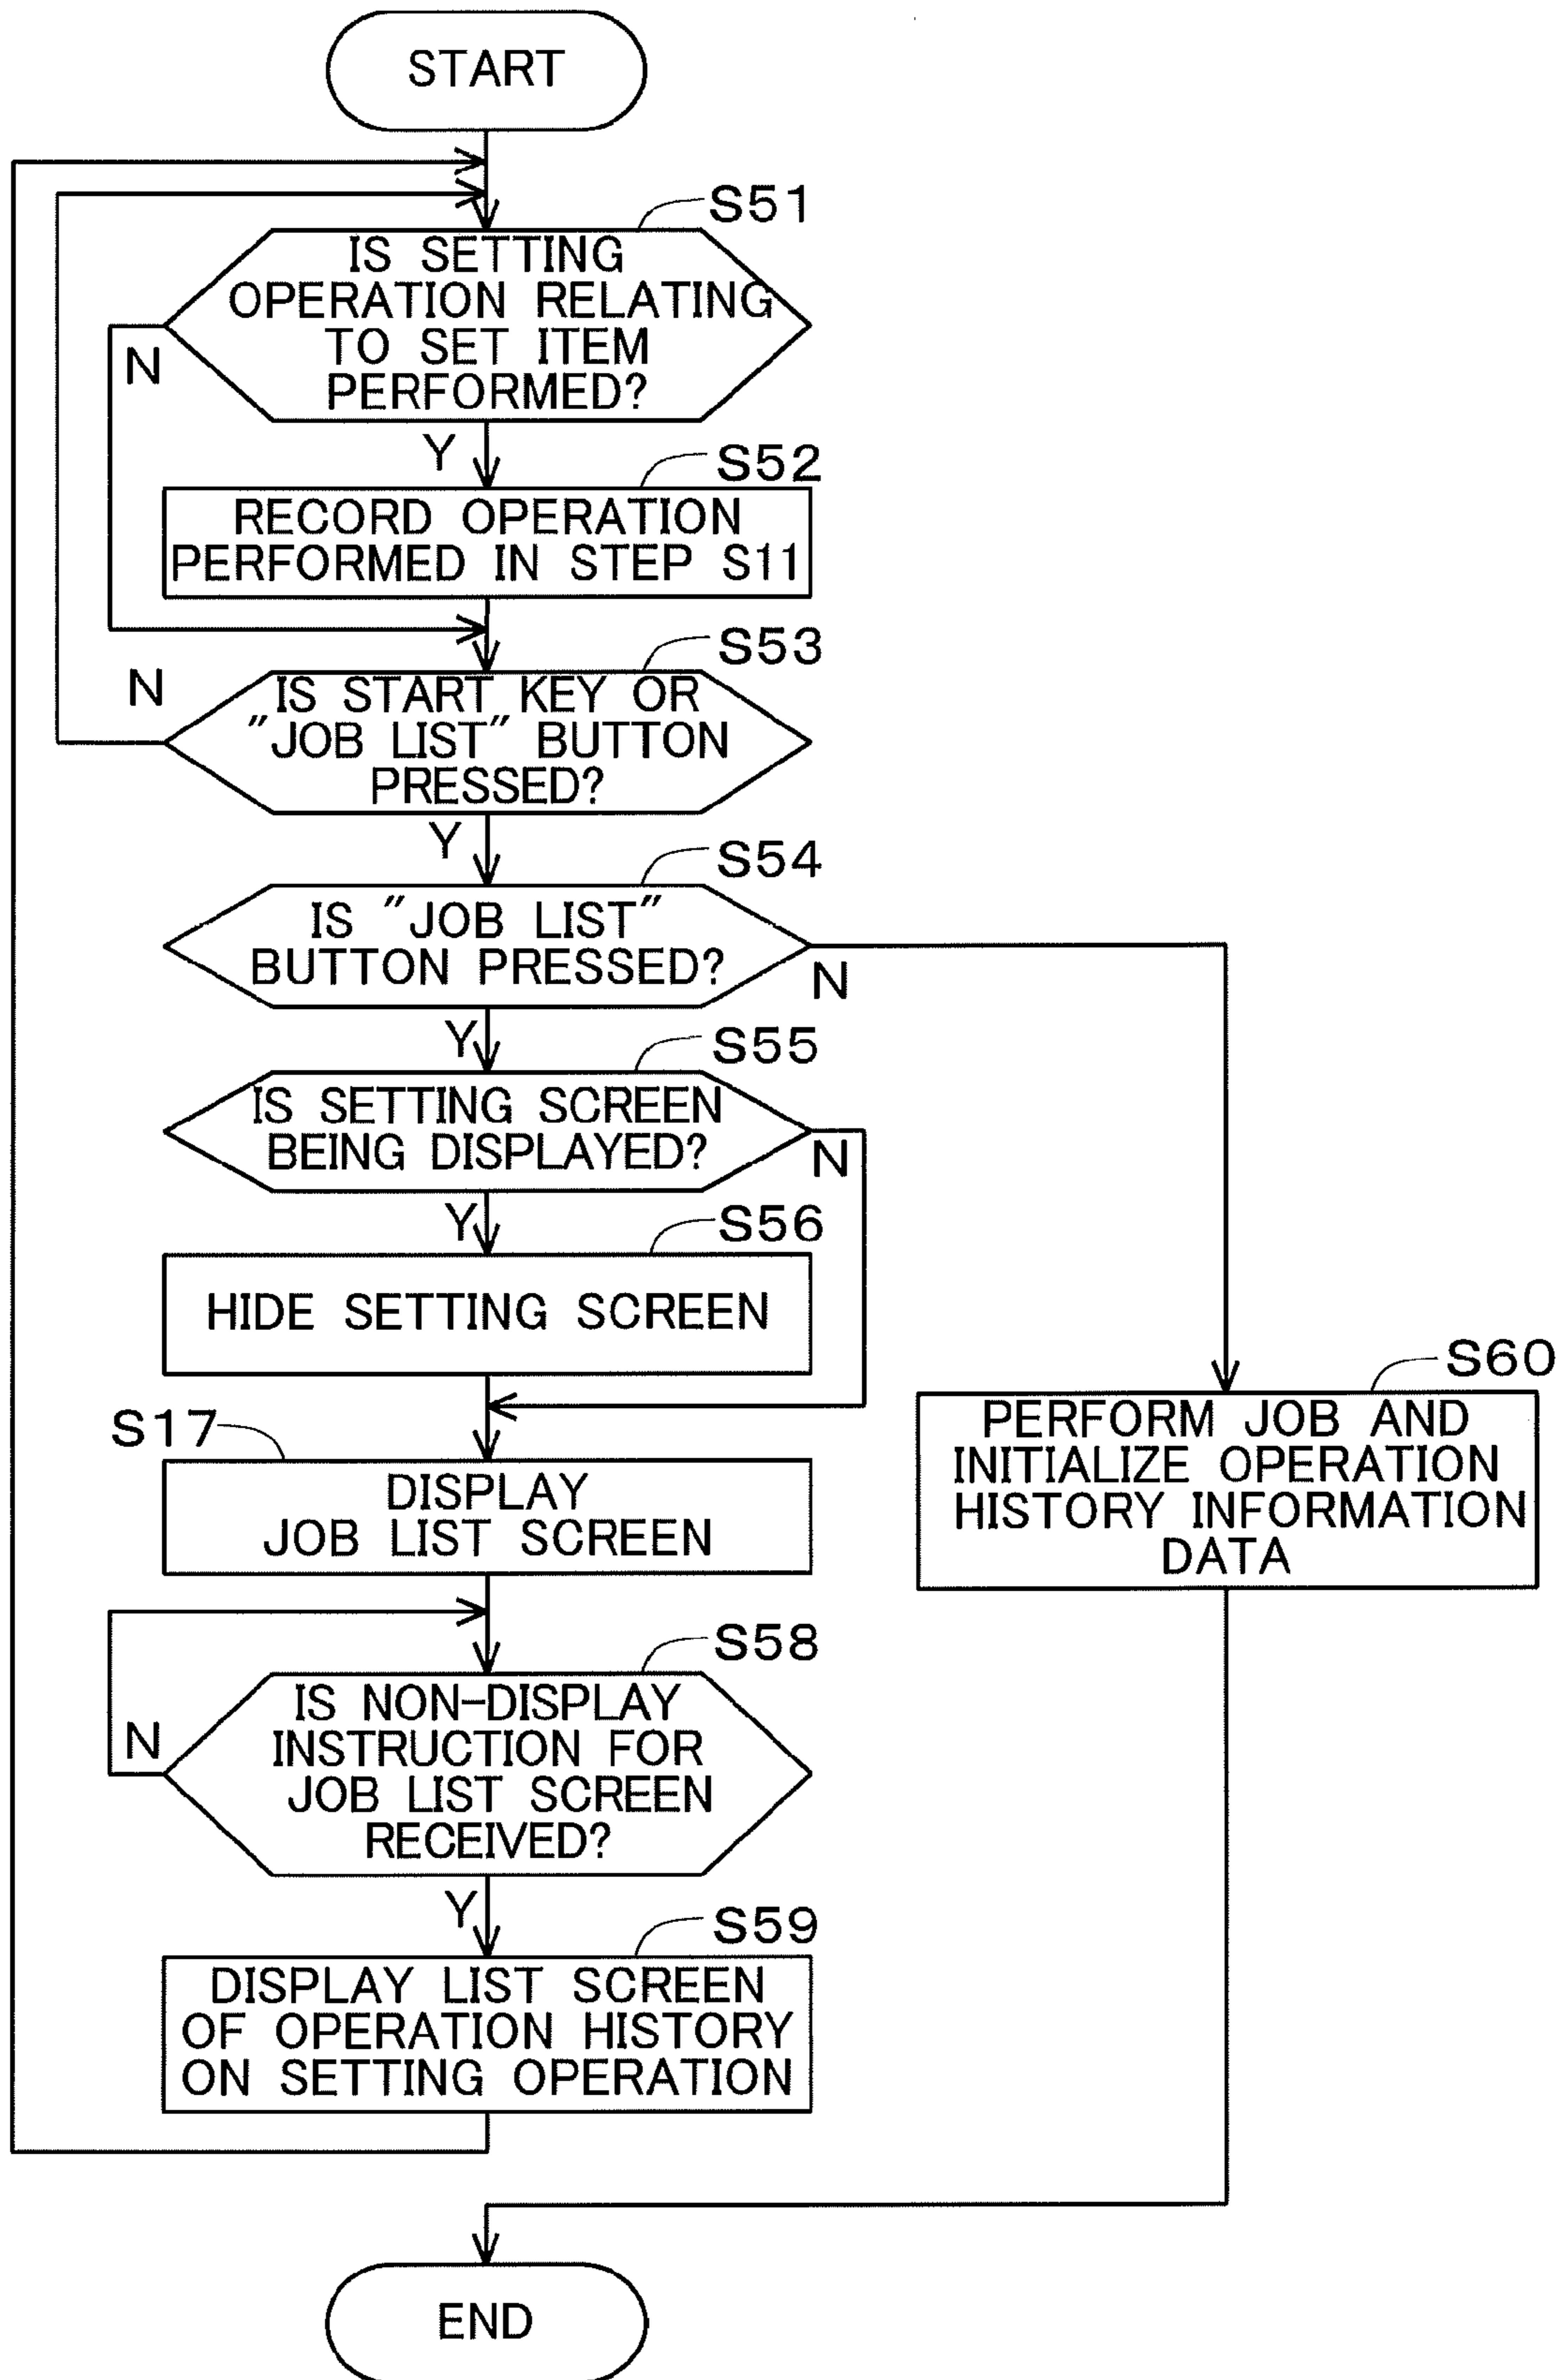 START
S51
IS SETTING
OPERATION RELATING
TO SET ITEM
PERFORMED?
N
Y
S52
RECORD OPERATION
PERFORMED IN STEP S11
S53
N
IS START KEY OR
"JOB LIST" BUTTON
PRESSED?
Y
S54
IS "JOB LIST"
BUTTON PRESSED?
N
Y
S55
IS SETTING SCREEN
BEING DISPLAYED?
N
Y
S56
HIDE SETTING SCREEN
S60
PERFORM JOB AND
INITIALIZE OPERATION
HISTORY INFORMATION
DATA
S17
DISPLAY
JOB LIST SCREEN
S58
IS NON-DISPLAY
INSTRUCTION FOR
JOB LIST SCREEN
RECEIVED?
N
Y
S59
DISPLAY LIST SCREEN
OF OPERATION HISTORY
ON SETTING OPERATION
END